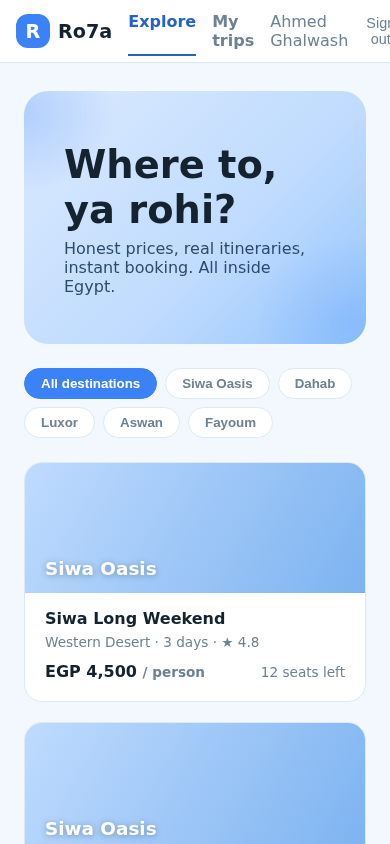 R Ro7a Explore My trips Ahmed Ghalwash Sign out
Where to,
ya rohi?
Honest prices, real itineraries,
instant booking. All inside
Egypt.
All destinations Siwa Oasis Dahab
Luxor Aswan Fayoum
Siwa Oasis
Siwa Long Weekend
Western Desert · 3 days · ★ 4.8
EGP 4,500 / person 12 seats left
Siwa Oasis